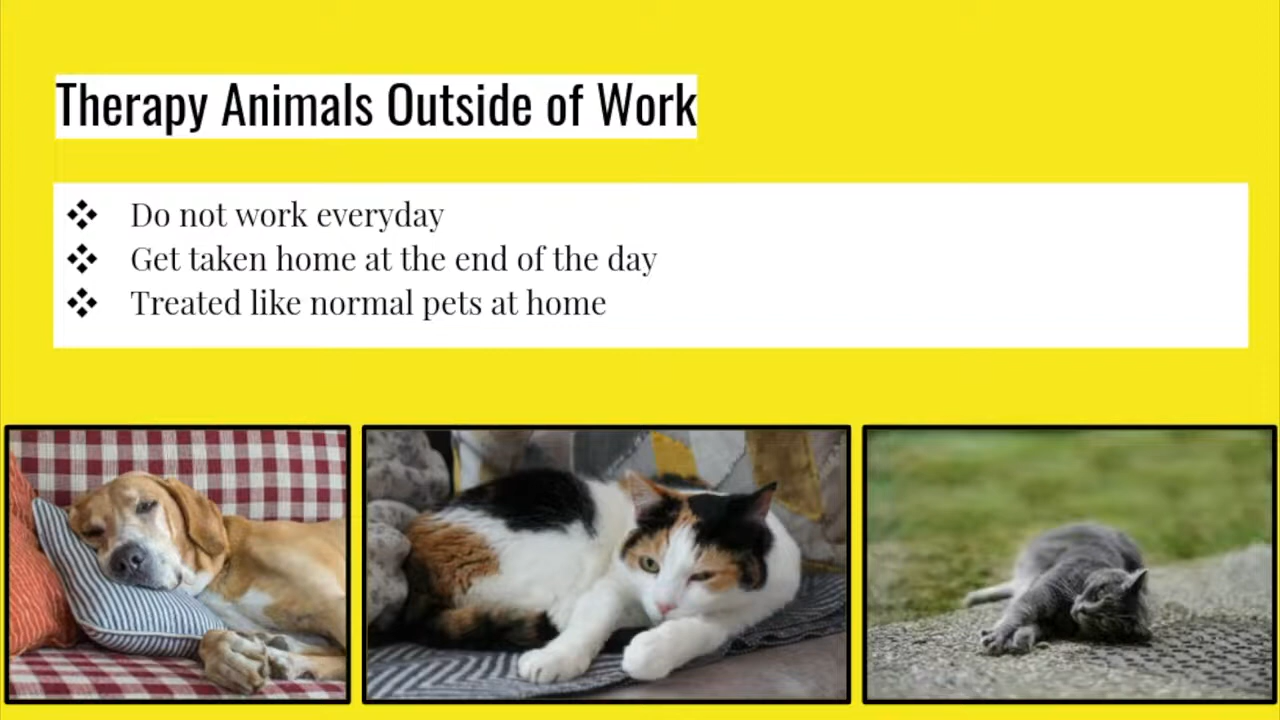 Therapy Animals Outside of Work
❖ Do not work everyday
❖ Get taken home at the end of the day
❖ Treated like normal pets at home